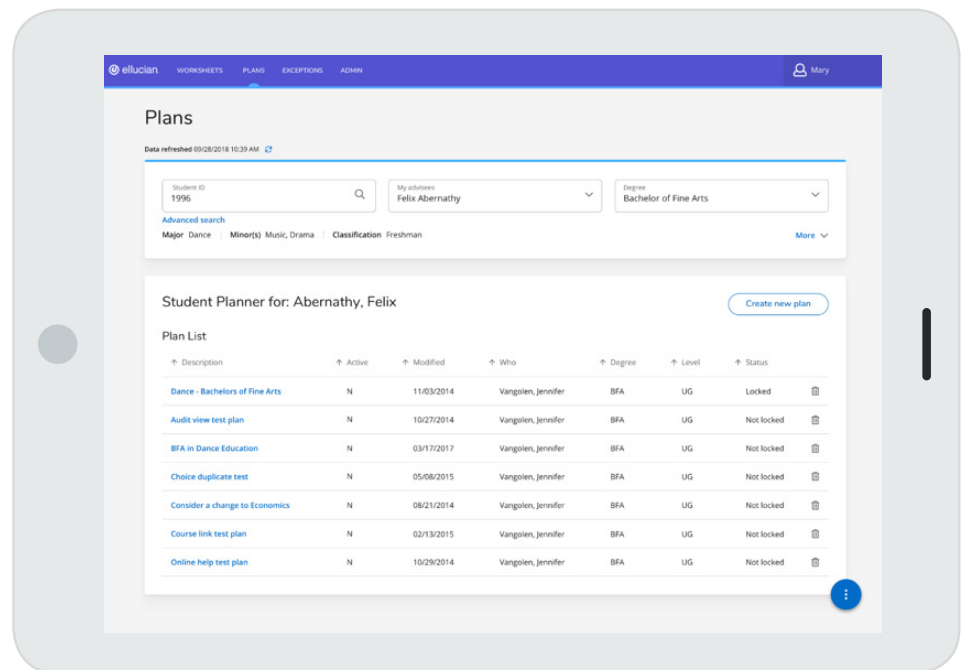 ellucian WORKSHEETS PLANS EXCEPTIONS ADMIN Mary
Plans
Data refreshed 09/28/2018 10:39 AM
Student ID My advisees Degree
1996 Felix Abernathy Bachelor of Fine Arts
Advanced search
Major Dance Minor(s) Music, Drama Classification Freshman More
Student Planner for: Abernathy, Felix Create new plan
Plan List
Description Active Modified Who Degree Level Status
Dance - Bachelors of Fine Arts N 11/03/2014 Vangolen, Jennifer BFA UG Locked
Audit view test plan N 10/27/2014 Vangolen, Jennifer BFA UG Not locked
BFA in Dance Education N 03/17/2017 Vangolen, Jennifer BFA UG Not locked
Choice duplicate test N 05/08/2015 Vangolen, Jennifer BFA UG Not locked
Consider a change to Economics N 08/21/2014 Vangolen, Jennifer BFA UG Not locked
Course link test plan N 02/13/2015 Vangolen, Jennifer BFA UG Not locked
Online help test plan N 10/29/2014 Vangolen, Jennifer BFA UG Not locked